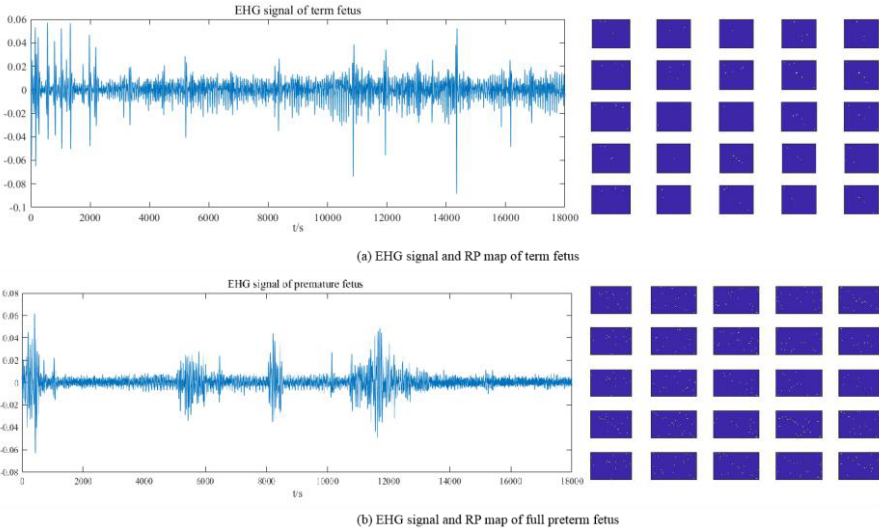 EHG signal of term fetus
0.06
0.04
0.02
0
-0.02
-0.04
-0.06
-0.08
-0.1
0 2000 4000 6000 8000 10000 12000 14000 16000 18000
t/s
(a) EHG signal and RP map of term fetus
EHG signal of premature fetus
0.08
0.06
0.04
0.02
0
-0.02
-0.04
-0.06
-0.08
0 2000 4000 6000 8000 10000 12000 14000 16000 18000
t/s
(b) EHG signal and RP map of full preterm fetus